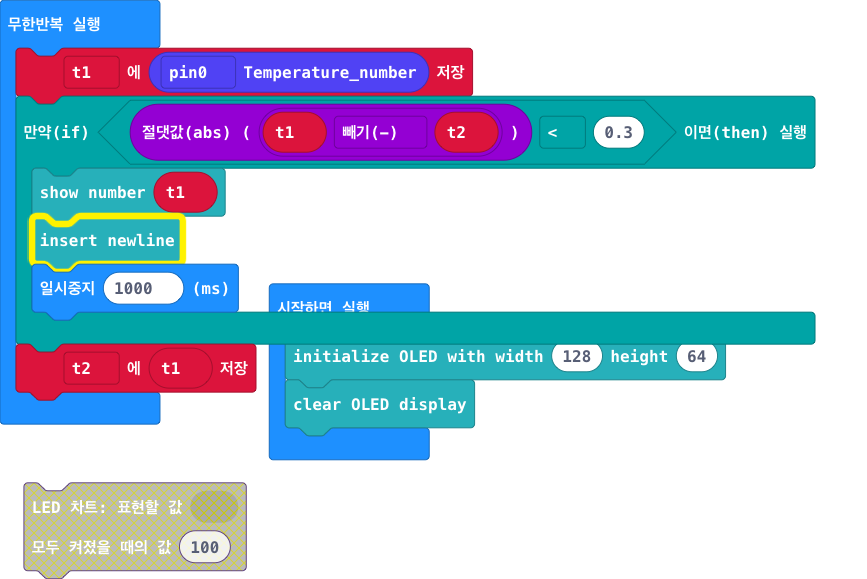 무한반복 실행
t1 에 pin0 Temperature_number 저장
만약(if) 절댓값(abs) ( t1 빼기(-) t2 ) < 0.3 이면(then) 실행
show number t1
insert newline
일시중지 1000 (ms)
시작하면 실행
initialize OLED with width 128 height 64
t2 에 t1 저장
clear OLED display
LED 차트: 표현할 값
모두 켜졌을 때의 값 100